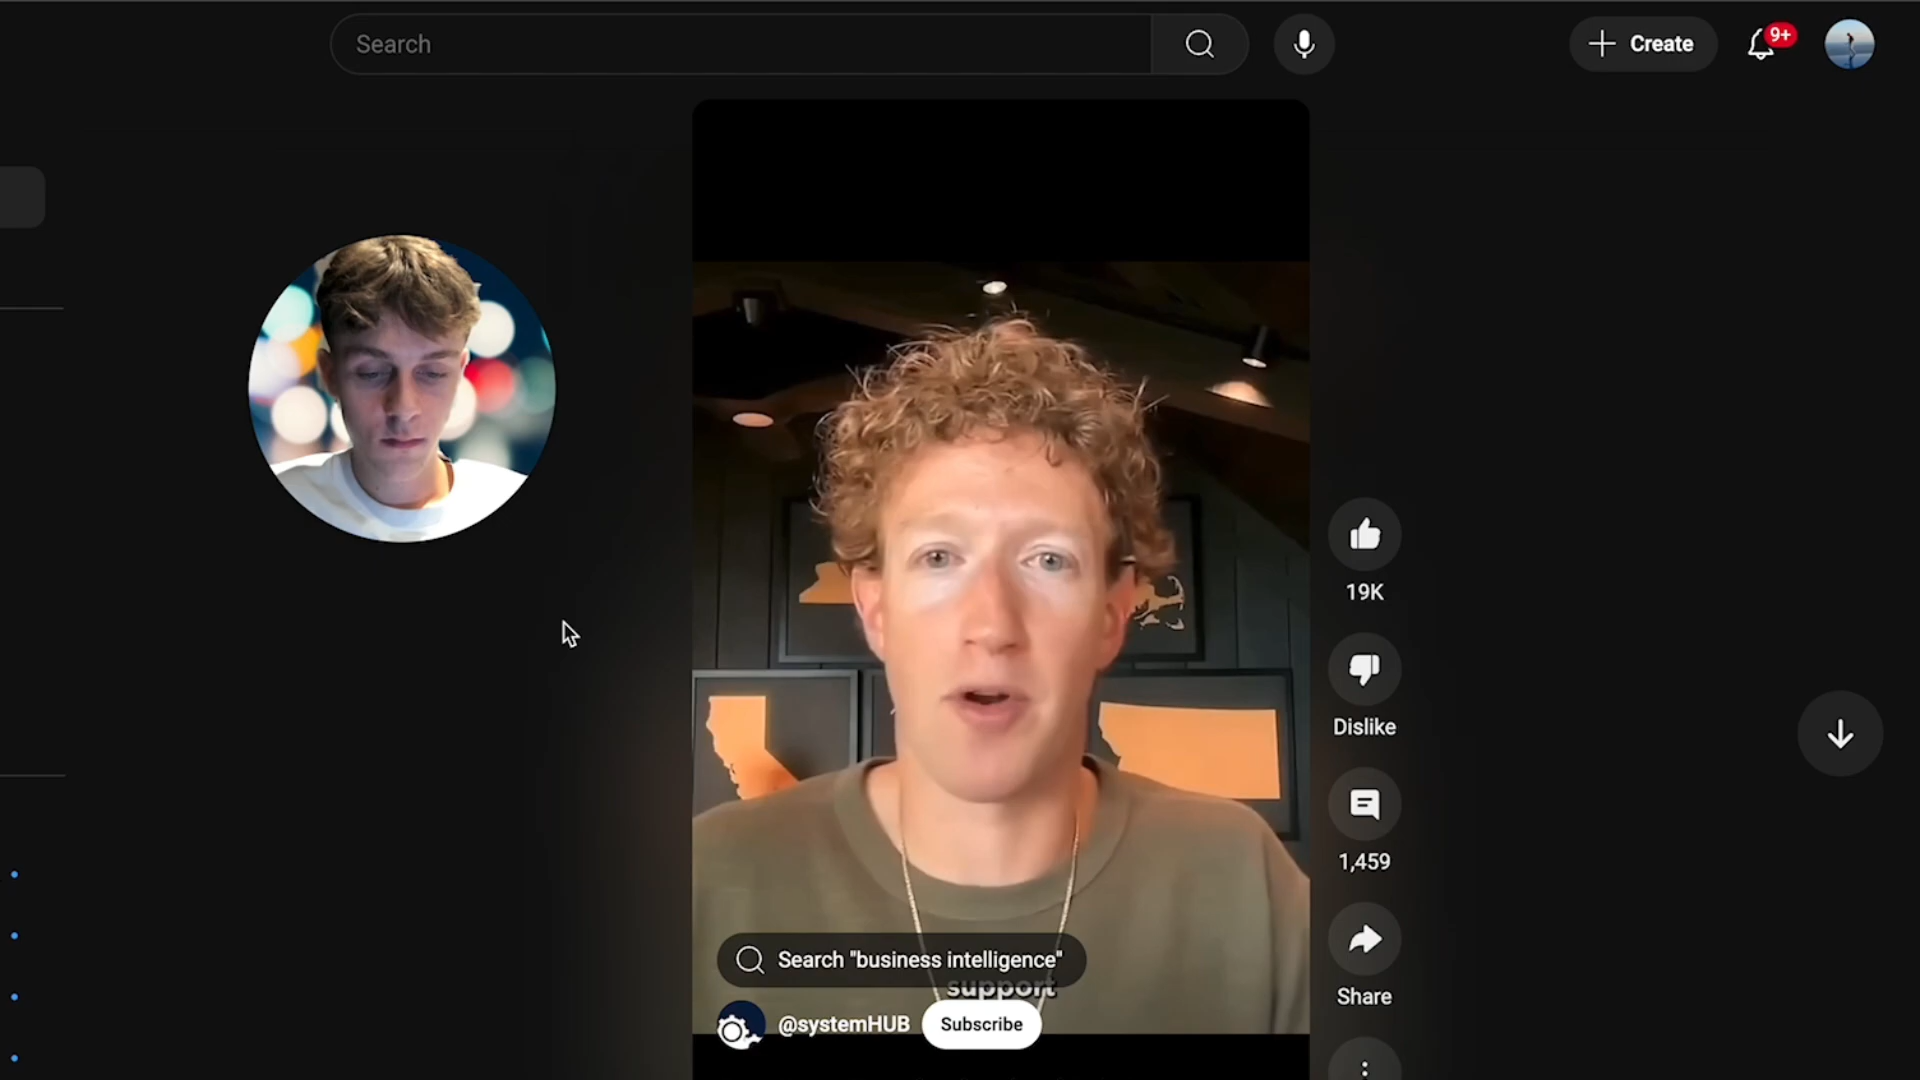 Search
Create
9+
19K
Dislike
1,459
Share
Search "business intelligence"
support
@systemHUB
Subscribe